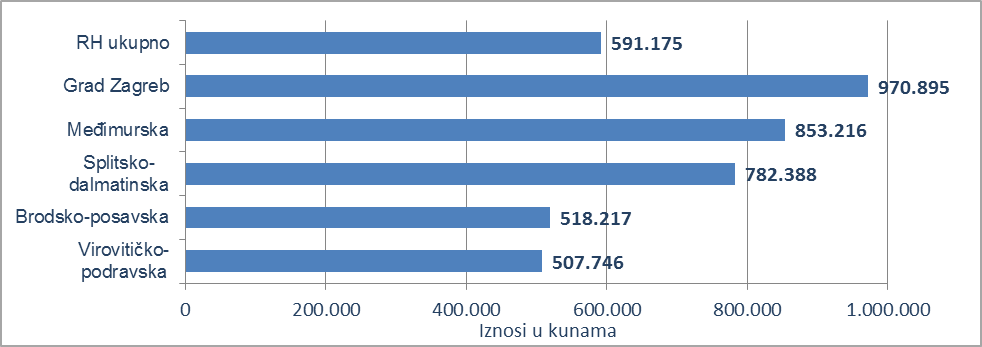 RH ukupno
591.175
Grad Zagreb
970.895
Međimurska
853.216
Splitsko-
dalmatinska
782.388
Brodsko-posavska
518.217
Virovitičko-
podravska
507.746
0 200.000 400.000 600.000 800.000 1.000.000
Iznosi u kunama